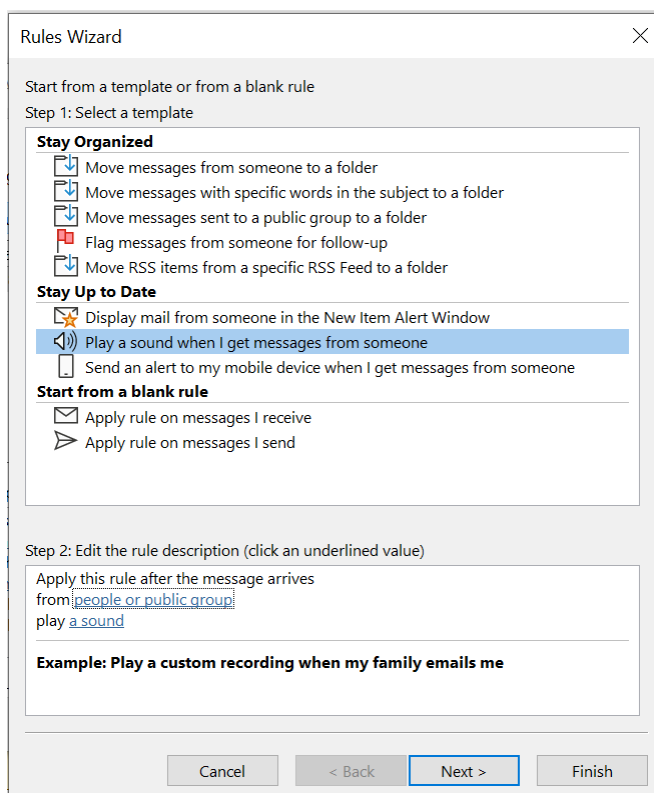 Rules Wizard
Start from a template or from a blank rule
Step 1: Select a template
Stay Organized
Move messages from someone to a folder
Move messages with specific words in the subject to a folder
Move messages sent to a public group to a folder
Flag messages from someone for follow-up
Move RSS items from a specific RSS Feed to a folder
Stay Up to Date
Display mail from someone in the New Item Alert Window
Play a sound when I get messages from someone
Send an alert to my mobile device when I get messages from someone
Start from a blank rule
Apply rule on messages I receive
Apply rule on messages I send
Step 2: Edit the rule description (click an underlined value)
Apply this rule after the message arrives
from people or public group
play a sound
Example: Play a custom recording when my family emails me
Cancel < Back Next > Finish